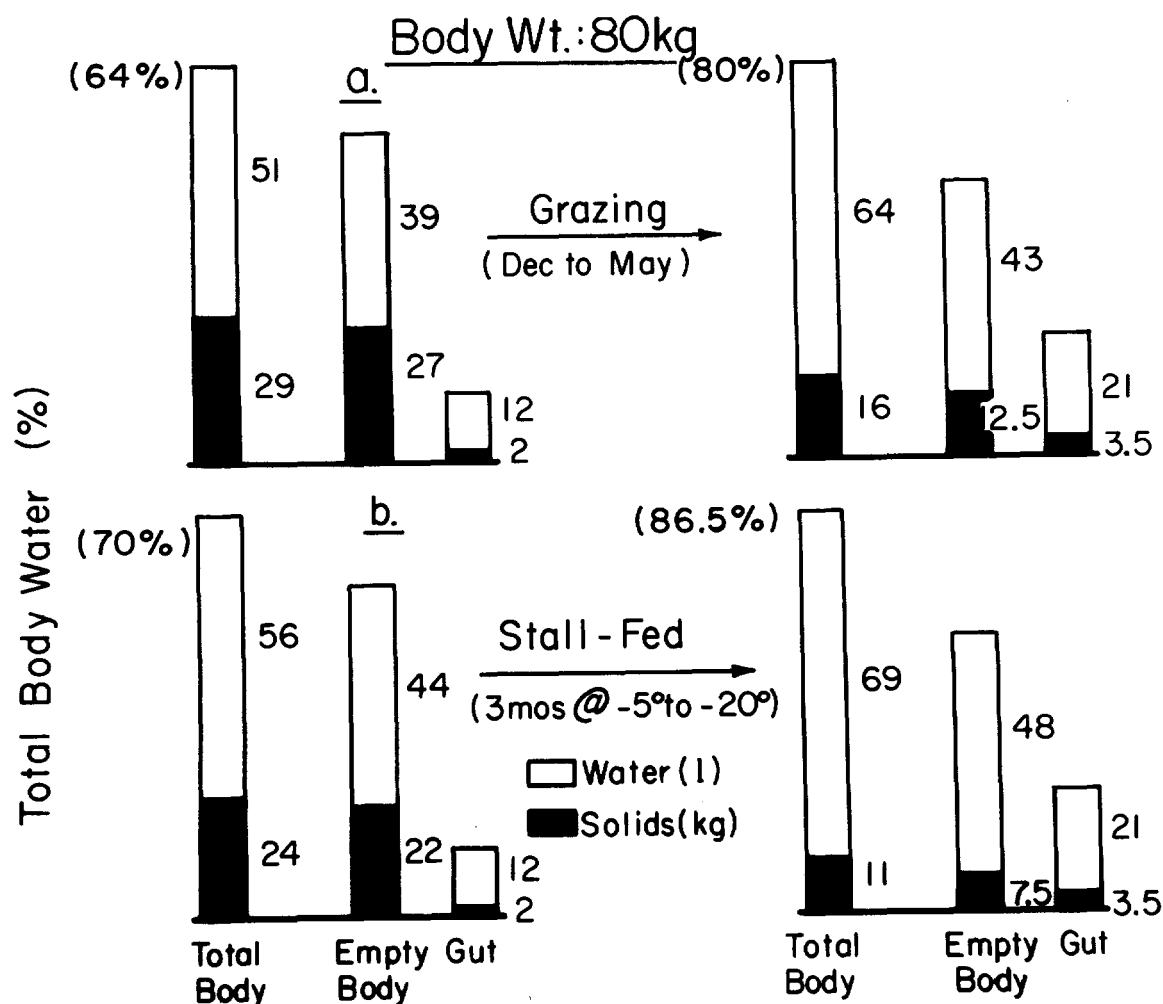 Body Wt.:80kg
(64%)
a.
(80%)
51
39
Grazing
(Dec to May)
64
43
29
27
12
2
16
12.5
21
3.5
Total Body Water (%)
(70%)
b.
(86.5%)
56
44
Stall-Fed
(3mos @ -5° to -20°)
69
48
Water (l)
Solids(kg)
24
22
12
2
11
7.5
21
3.5
Total Body
Empty Body
Gut
Total Body
Empty Body
Gut